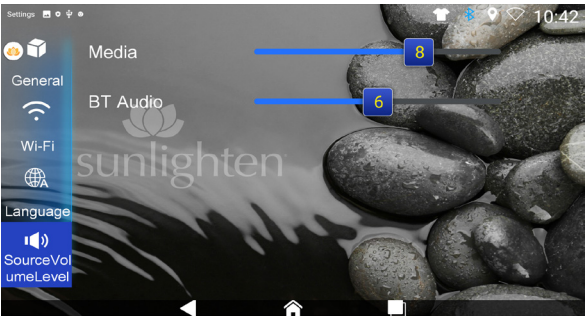 Settings
10:42
General
Wi-Fi
Language
SourceVol
umeLevel
Media
8
BT Audio
6
sunlighten